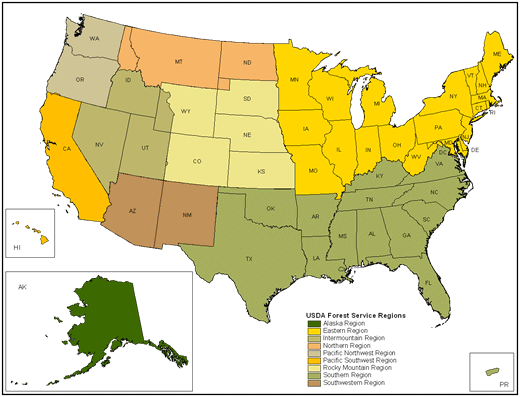 WA
MT
ND
MN
ME
VT
NH
OR
ID
WI
MI
NY
MA
CT
RI
SD
WY
IA
PA
NJ
NE
IL
IN
OH
MD
DE
NV
UT
CO
KS
MO
WV
DC
VA
CA
KY
NC
TN
OK
AR
SC
AZ
NM
MS
AL
GA
TX
LA
FL
HI
AK
PR
USDA Forest Service Regions
Alaska Region
Eastern Region
Intermountain Region
Northern Region
Pacific Northwest Region
Pacific Southwest Region
Rocky Mountain Region
Southern Region
Southwestern Region